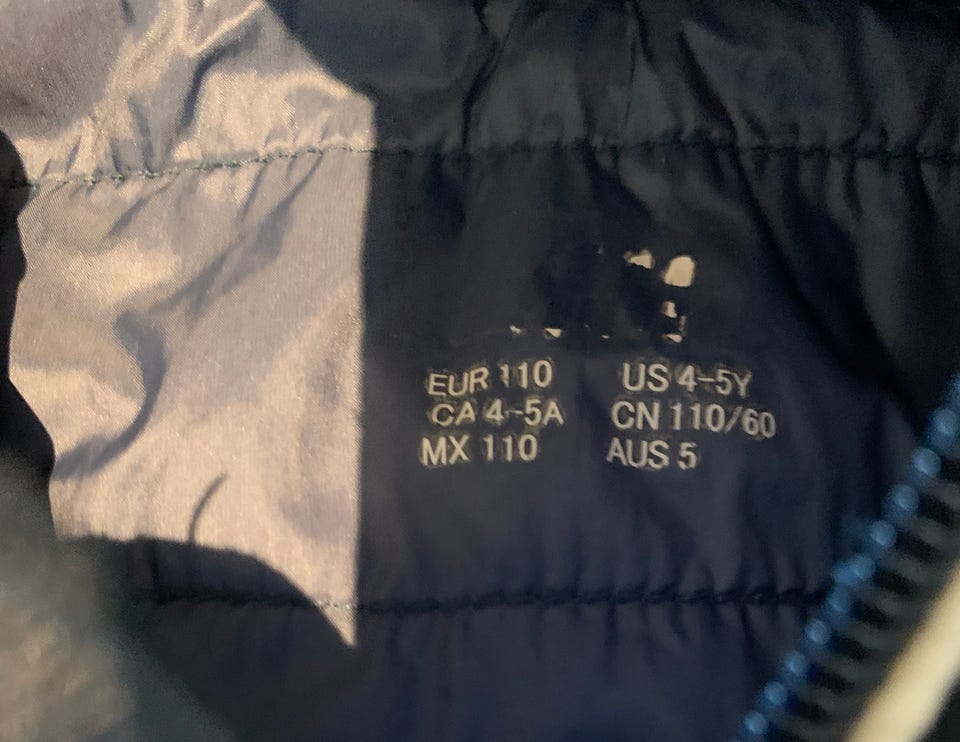 EUR 110 US 4-5Y
CA 4-5A CN 110/60
MX 110 AUS 5